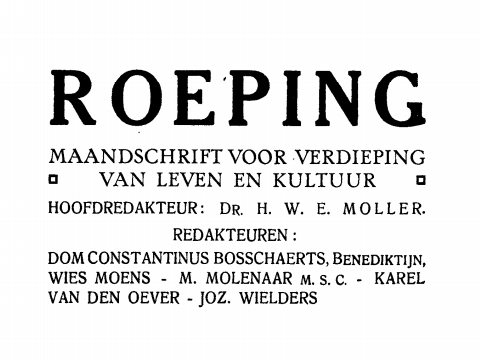 ROEPING
MAANDSCHRIFT VOOR VERDIEPING
VAN LEVEN EN KULTUUR
HOOFDREDAKTEUR: DR. H. W. E. MOLLER.
REDAKTEUREN:
DOM CONSTANTINUS BOSSCHAERTS, BENEDIKTIJN,
WIES MOENS - M. MOLENAAR M. S. C. - KAREL
VAN DEN OEVER - JOZ. WIELDERS